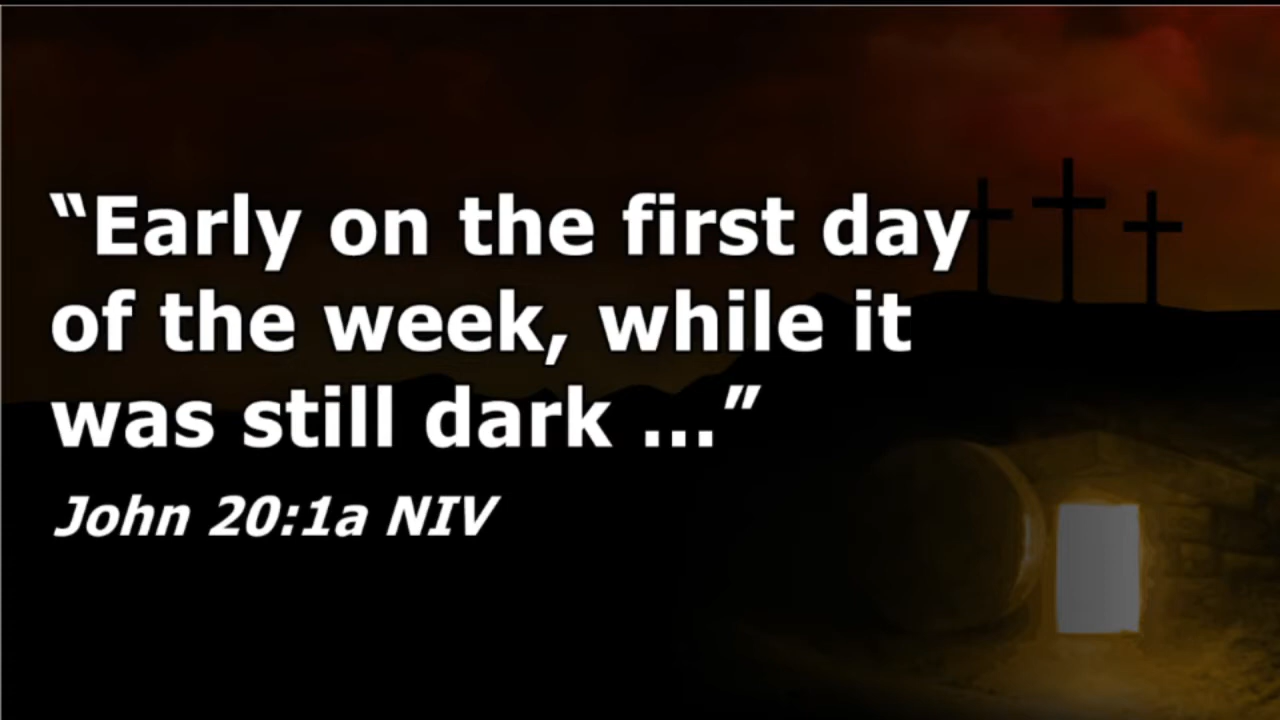 “Early on the first day
of the week, while it
was still dark ...”
John 20:1a NIV